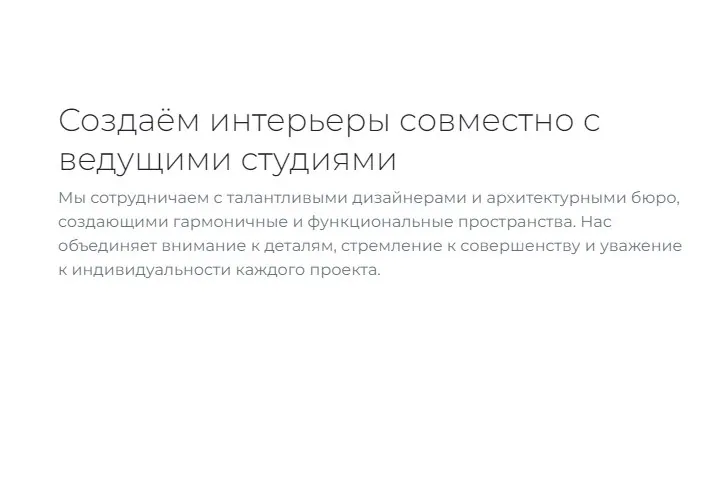 Создаём интерьеры совместно с
ведущими студиями
Мы сотрудничаем с талантливыми дизайнерами и архитектурными бюро,
создающими гармоничные и функциональные пространства. Нас
объединяет внимание к деталям, стремление к совершенству и уважение
к индивидуальности каждого проекта.